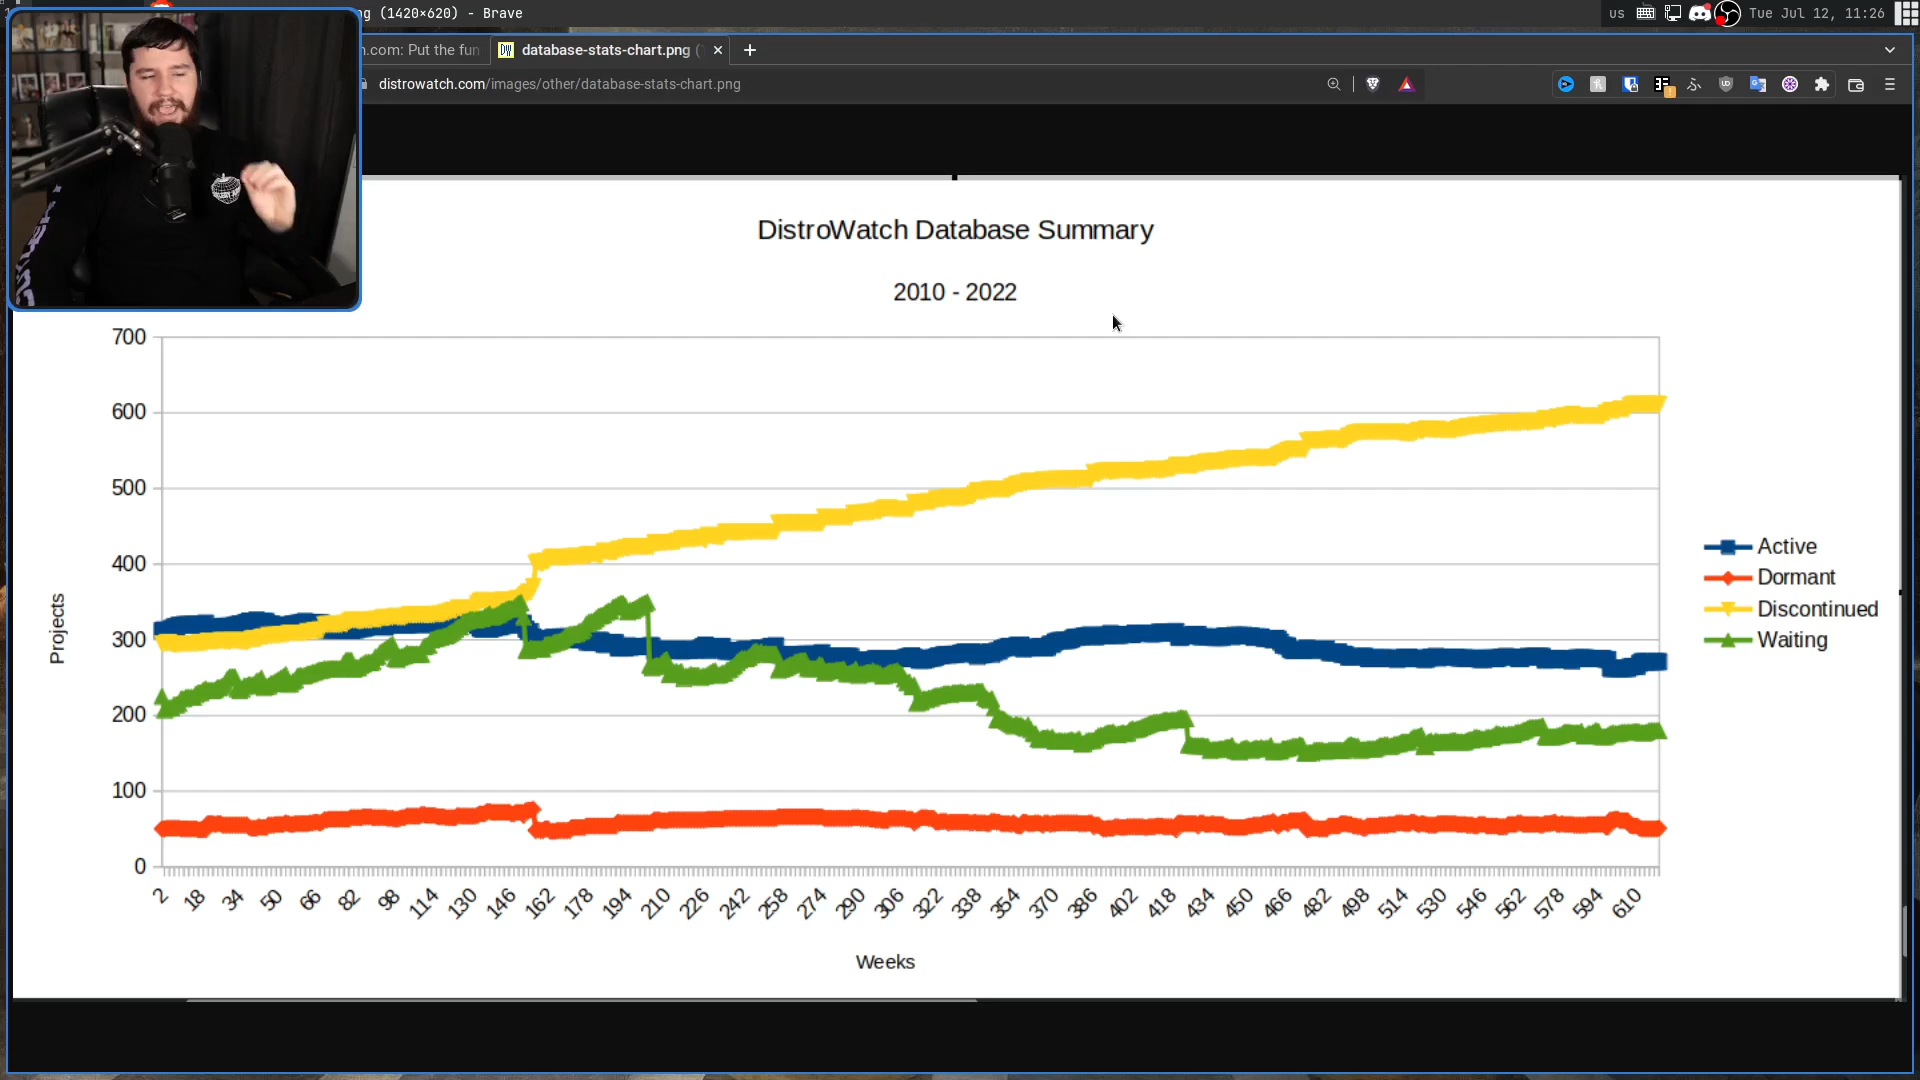 ng (1420×620) - Brave
us
Tue Jul 12, 11:26
n.com: Put the fun
database-stats-chart.png (
distrowatch.com/images/other/database-stats-chart.png
DistroWatch Database Summary
2010 - 2022
700
600
500
400
300
200
100
0
Projects
2 18 34 50 66 82 98 114 130 146 162 178 194 210 226 242 258 274 290 306 322 338 354 370 386 402 418 434 450 466 482 498 514 530 546 562 578 594 610
Weeks
Active
Dormant
Discontinued
Waiting